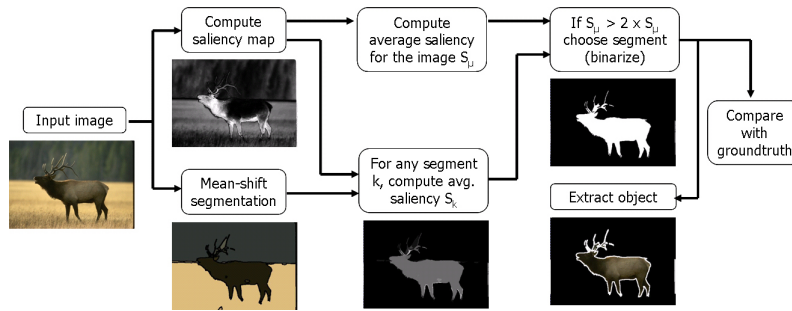 Compute
saliency map
Compute
average saliency
for the image Sμ
If Sμ > 2 x Sμ
choose segment
(binarize)
Input image
Compare
with
groundtruth
Mean-shift
segmentation
For any segment
k, compute avg.
saliency Sk
Extract object